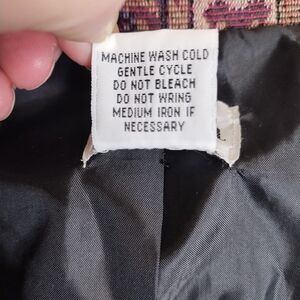 MACHINE WASH COLD
GENTLE CYCLE
DO NOT BLEACH
DO NOT WRING
MEDIUM IRON IF
NECESSARY